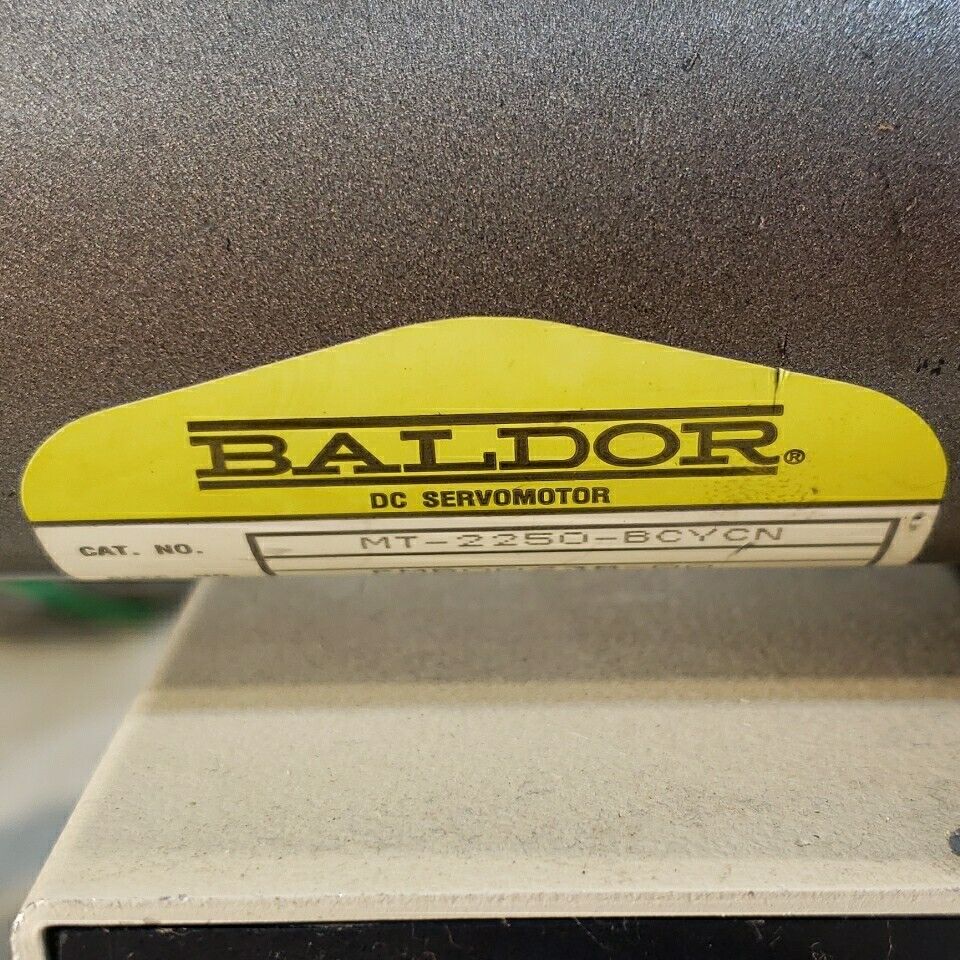 BALDOR®
DC SERVOMOTOR
CAT. NO. MT-2250-BCYCN